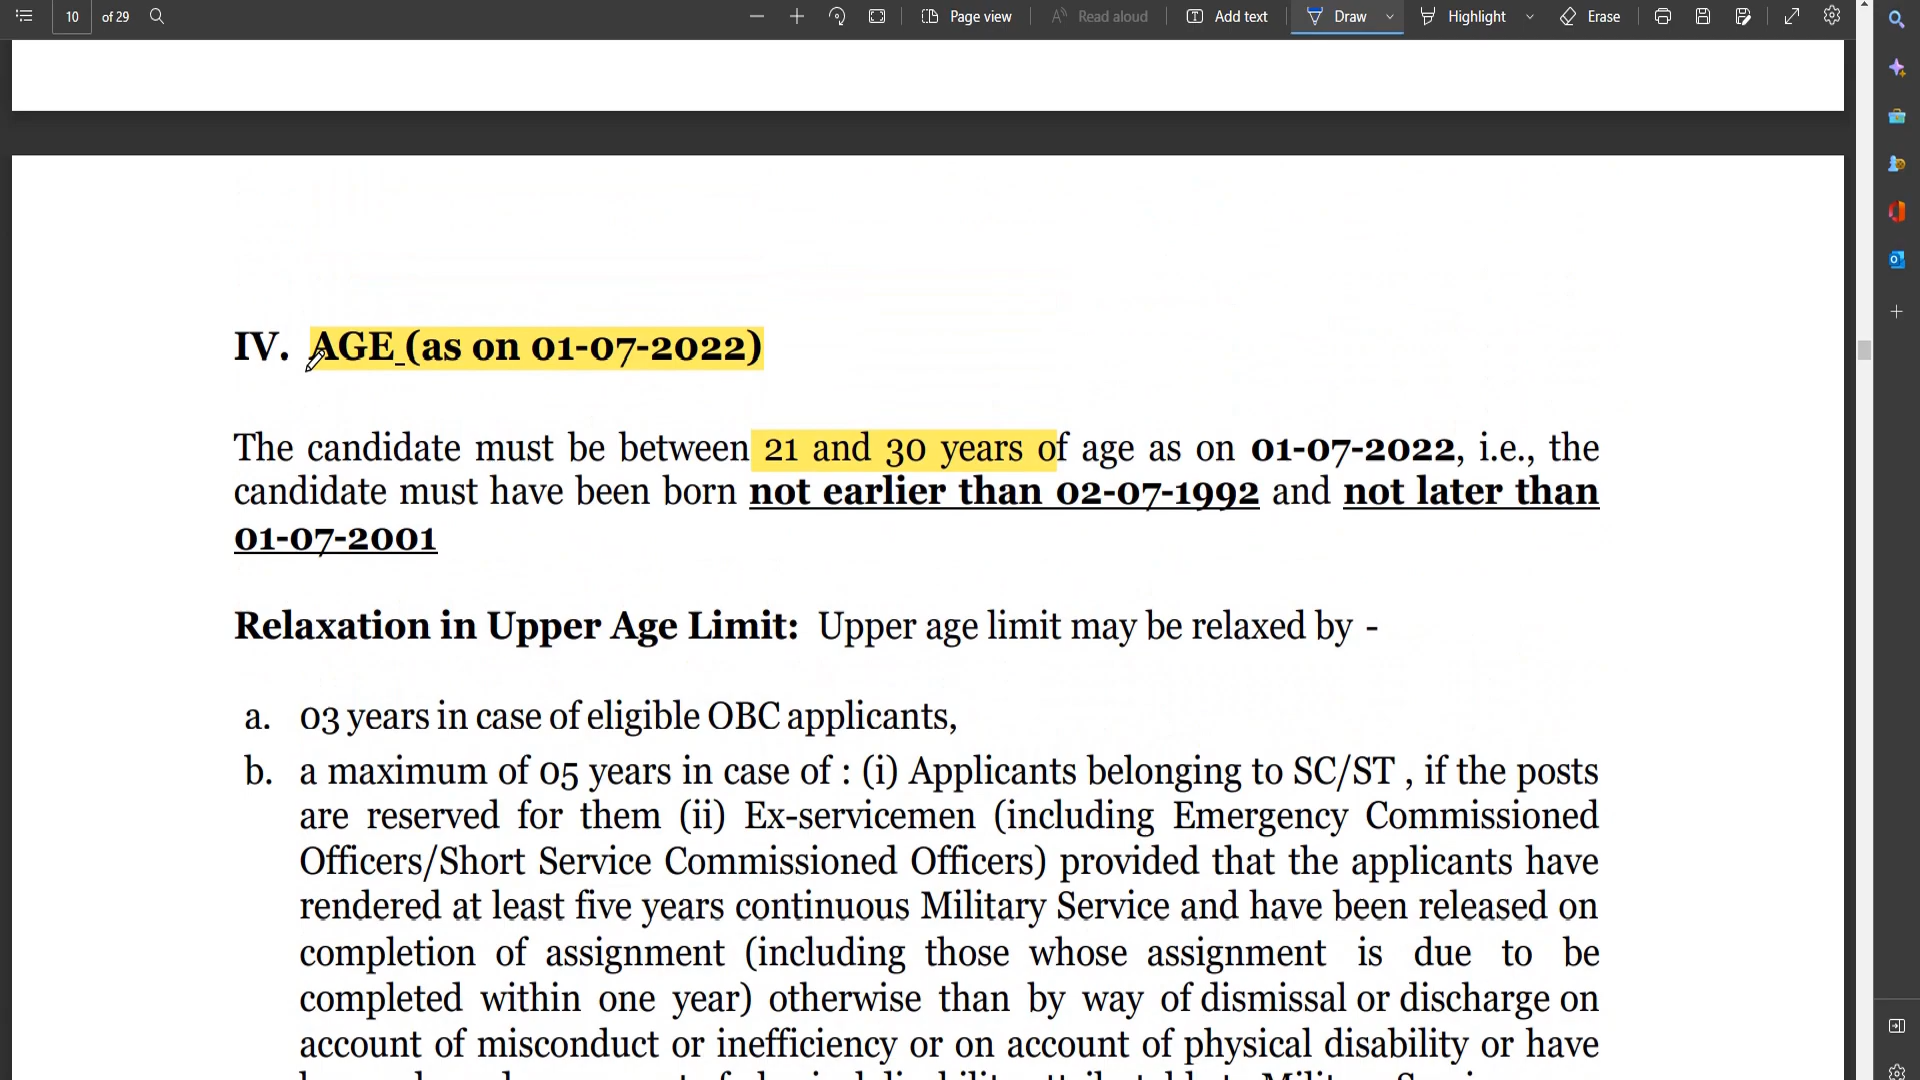 10 of 29 Page view Read aloud Add text Draw Highlight Erase
IV. AGE (as on 01-07-2022)
The candidate must be between 21 and 30 years of age as on 01-07-2022, i.e., the
candidate must have been born not earlier than 02-07-1992 and not later than
01-07-2001
Relaxation in Upper Age Limit: Upper age limit may be relaxed by -
a. 03 years in case of eligible OBC applicants,
b. a maximum of 05 years in case of : (i) Applicants belonging to SC/ST , if the posts
are reserved for them (ii) Ex-servicemen (including Emergency Commissioned
Officers/Short Service Commissioned Officers) provided that the applicants have
rendered at least five years continuous Military Service and have been released on
completion of assignment (including those whose assignment is due to be
completed within one year) otherwise than by way of dismissal or discharge on
account of misconduct or inefficiency or on account of physical disability or have